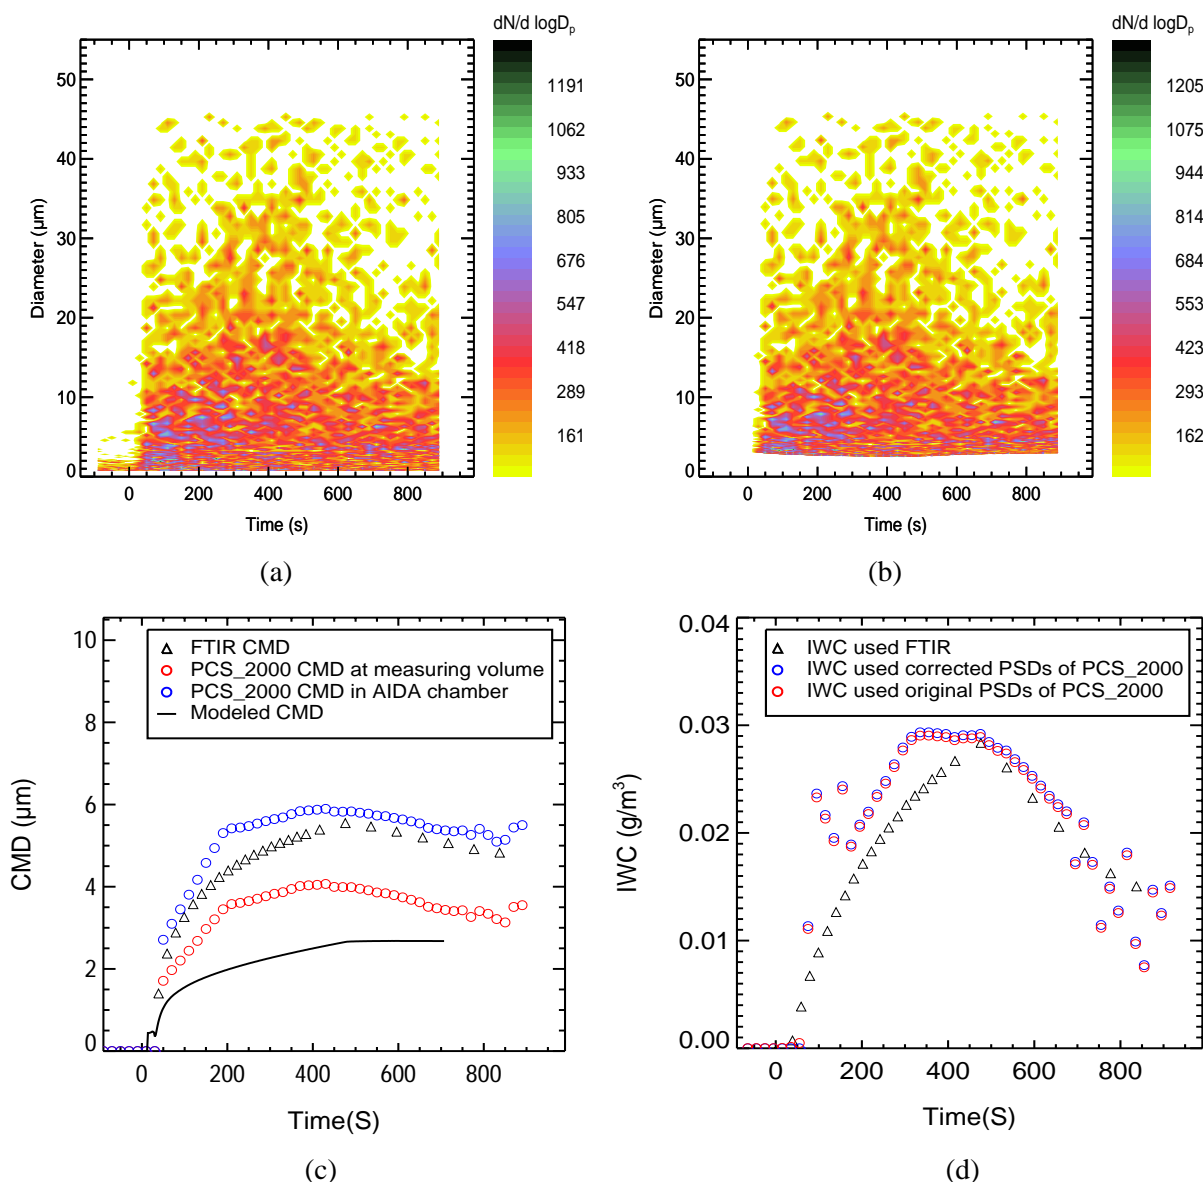 dN/d logDp
50
40
30
20
10
0
Diameter (µm)
0 200 400 600 800
Time (s)
1191
1062
933
805
676
547
418
289
161
(a)
dN/d logDp
50
40
30
20
10
0
Diameter (µm)
0 200 400 600 800
Time (s)
1205
1075
944
814
684
553
423
293
162
(b)
10
8
6
4
2
0
CMD (µm)
FTIR CMD
PCS_2000 CMD at measuring volume
PCS_2000 CMD in AIDA chamber
Modeled CMD
0 200 400 600 800
Time(S)
(c)
0.04
0.03
0.02
0.01
0.00
IWC (g/m³)
IWC used FTIR
IWC used corrected PSDs of PCS_2000
IWC used original PSDs of PCS_2000
0 200 400 600 800
Time(S)
(d)